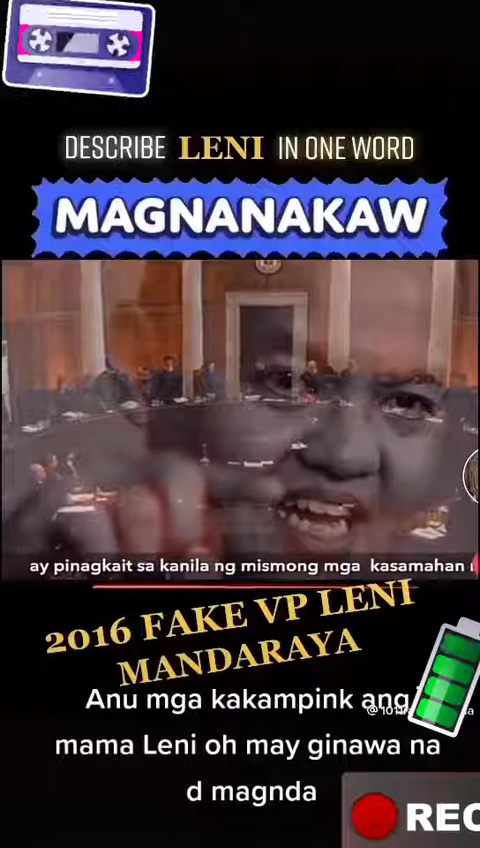 DESCRIBE LENI IN ONE WORD
MAGNANAKAW
ay pinagkait sa kanila ng mismong mga kasamahan
2016 FAKE VP LENI
MANDARAYA
Anu mga kakampink ang
mama Leni oh may ginawa na
d magnda
REC